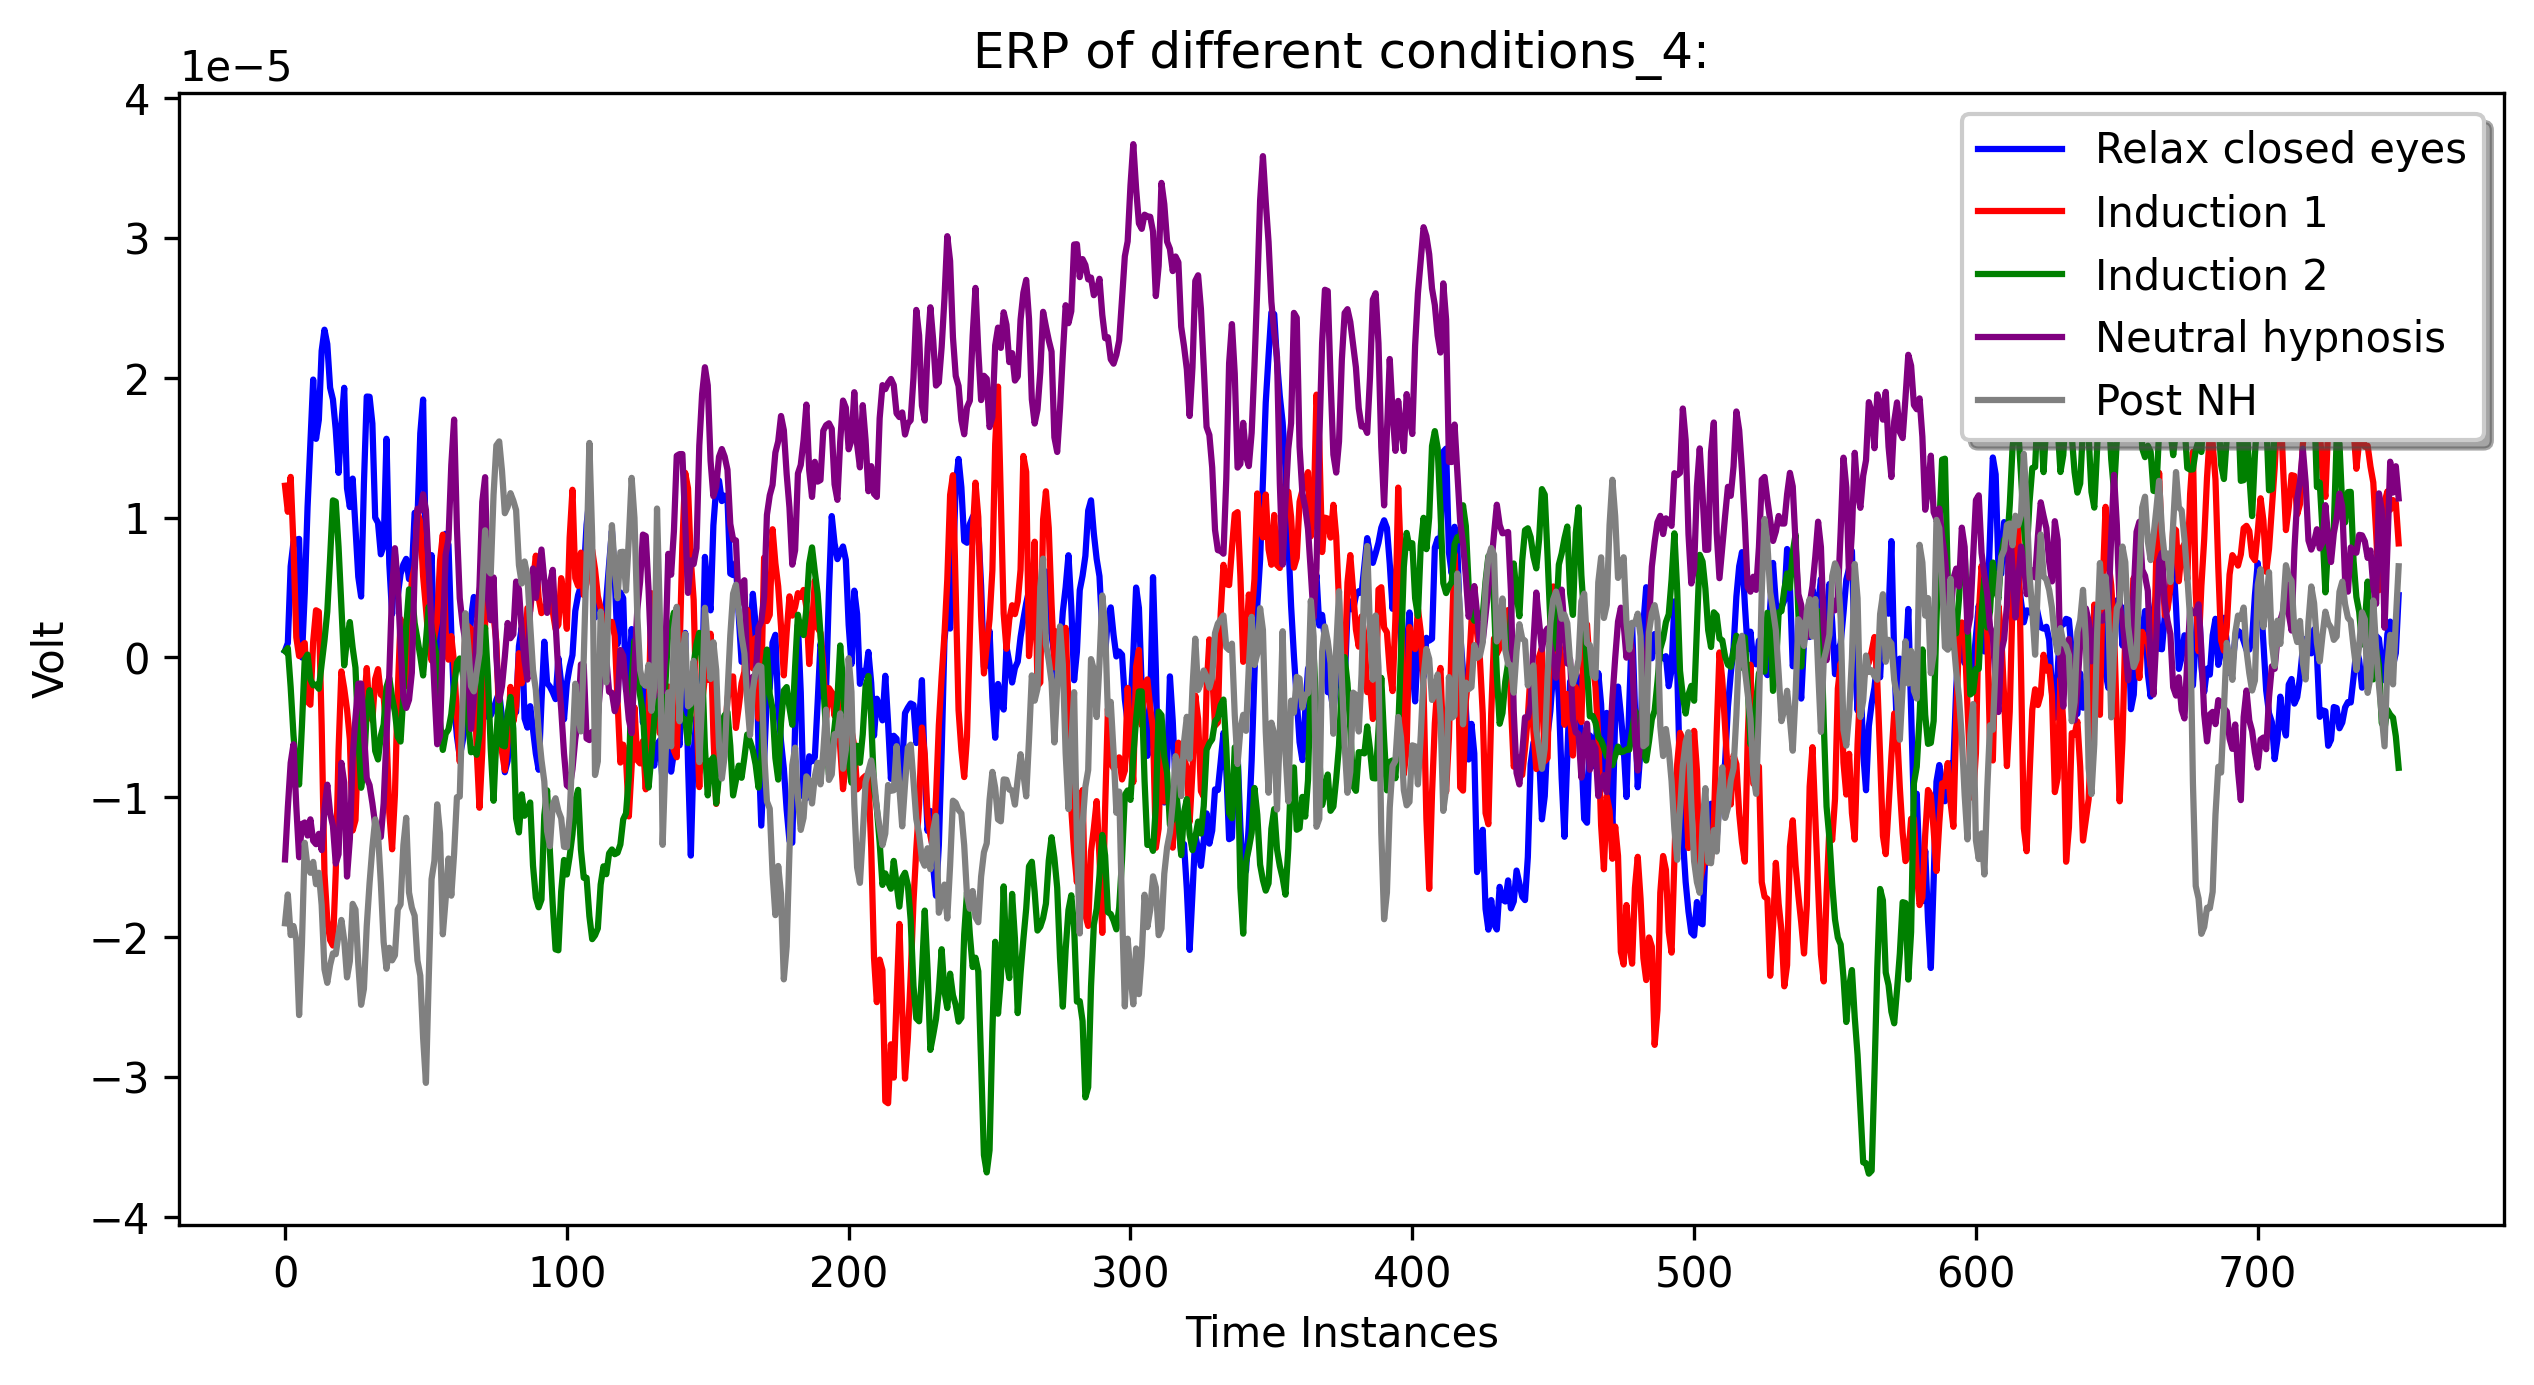 ERP of different conditions_4:
1e−5
4
3
2
1
0
−1
−2
−3
−4
Volt
Relax closed eyes
Induction 1
Induction 2
Neutral hypnosis
Post NH
0 100 200 300 400 500 600 700
Time Instances